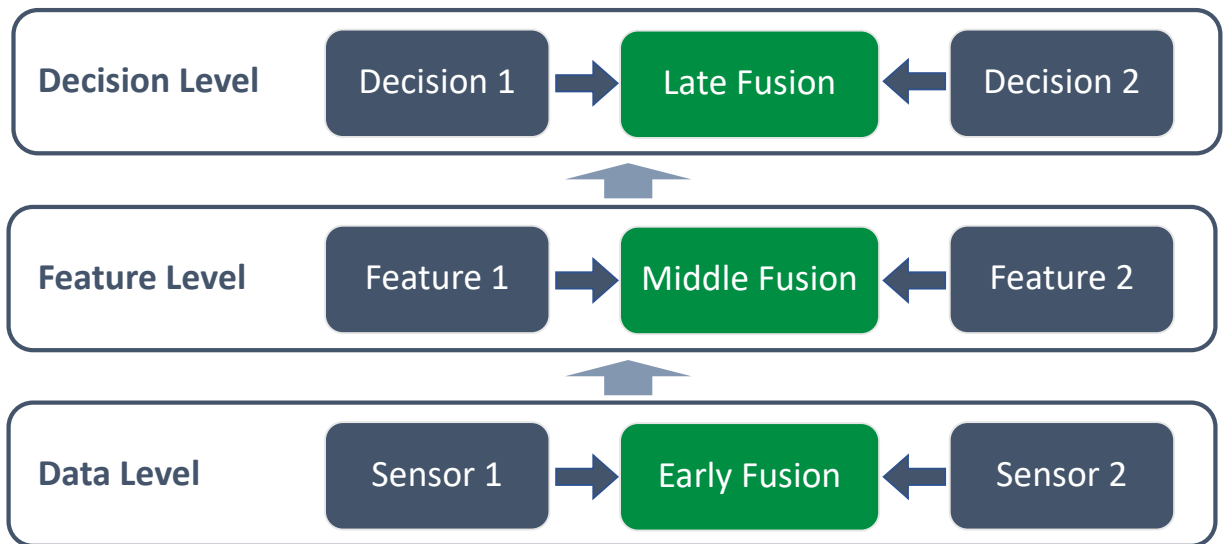 Decision Level
Decision 1
Late Fusion
Decision 2
Feature Level
Feature 1
Middle Fusion
Feature 2
Data Level
Sensor 1
Early Fusion
Sensor 2